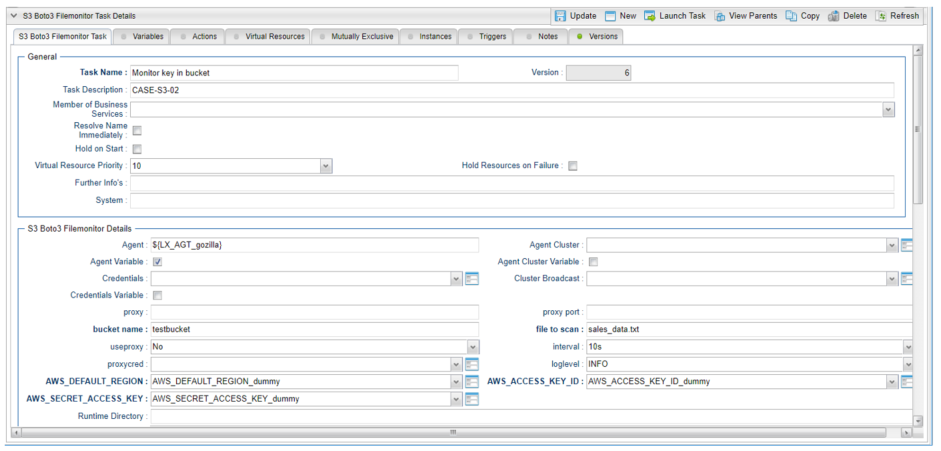 S3 Boto3 Filemonitor Task Details
Update New Launch Task View Parents Copy Delete Refresh
S3 Boto3 Filemonitor Task Variables Actions Virtual Resources Mutually Exclusive Instances Triggers Notes Versions
General
Task Name : Monitor key in bucket Version : 6
Task Description : CASE-S3-02
Member of Business
Services :
Resolve Name
Immediately :
Hold on Start :
Virtual Resource Priority : 10 Hold Resources on Failure :
Further Info's :
System :
S3 Boto3 Filemonitor Details
Agent : ${LX_AGT_gozilla} Agent Cluster :
Agent Variable : Agent Cluster Variable :
Credentials : Cluster Broadcast :
Credentials Variable :
proxy : proxy port :
bucket name : testbucket file to scan : sales_data.txt
useproxy : No interval : 10s
proxycred : loglevel : INFO
AWS_DEFAULT_REGION : AWS_DEFAULT_REGION_dummy AWS_ACCESS_KEY_ID : AWS_ACCESS_KEY_ID_dummy
AWS_SECRET_ACCESS_KEY : AWS_SECRET_ACCESS_KEY_dummy
Runtime Directory :